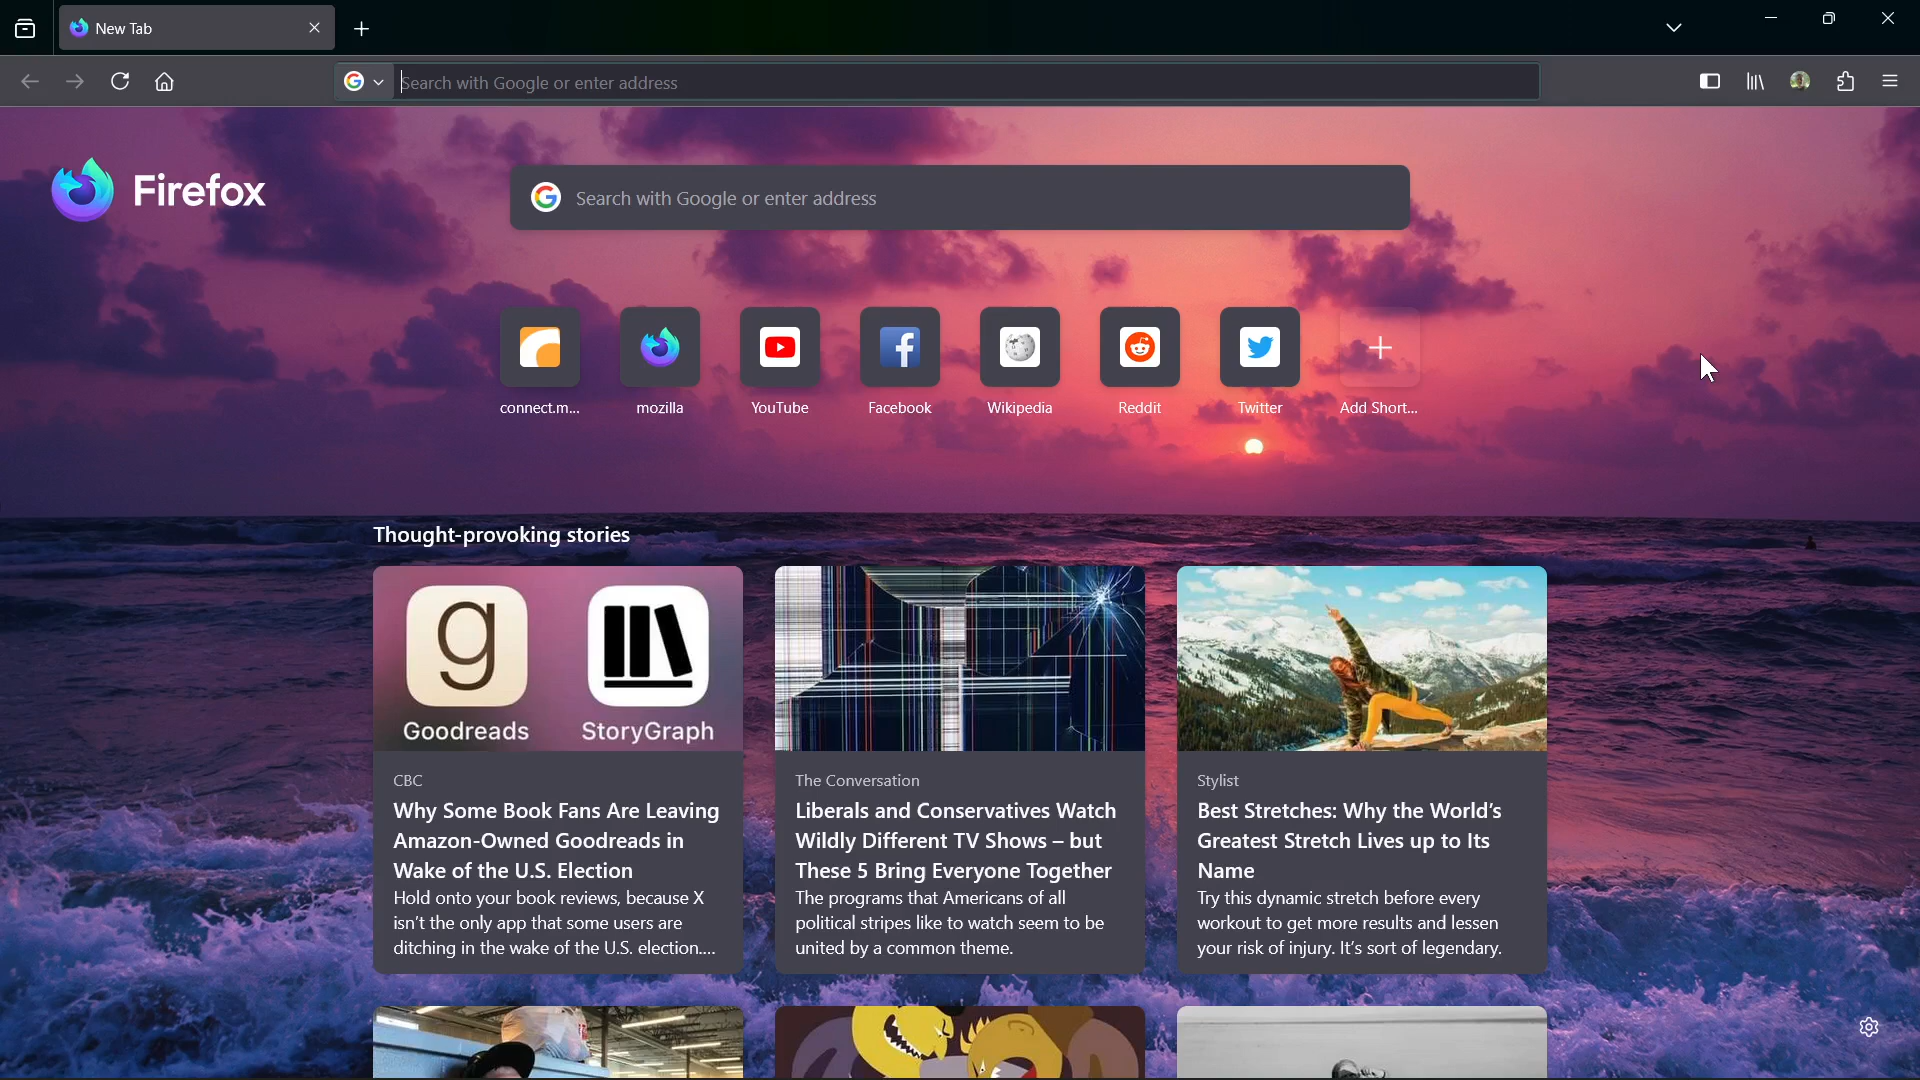 New Tab
Search with Google or enter address
Firefox
Search with Google or enter address
connect.m...
mozilla
YouTube
Facebook
Wikipedia
Reddit
Twitter
Add Short...
Thought-provoking stories
Goodreads
StoryGraph
CBC
Why Some Book Fans Are Leaving
Amazon-Owned Goodreads in
Wake of the U.S. Election
Hold onto your book reviews, because X
isn't the only app that some users are
ditching in the wake of the U.S. election....
The Conversation
Liberals and Conservatives Watch
Wildly Different TV Shows – but
These 5 Bring Everyone Together
The programs that Americans of all
political stripes like to watch seem to be
united by a common theme.
Stylist
Best Stretches: Why the World's
Greatest Stretch Lives up to Its
Name
Try this dynamic stretch before every
workout to get more results and lessen
your risk of injury. It's sort of legendary.